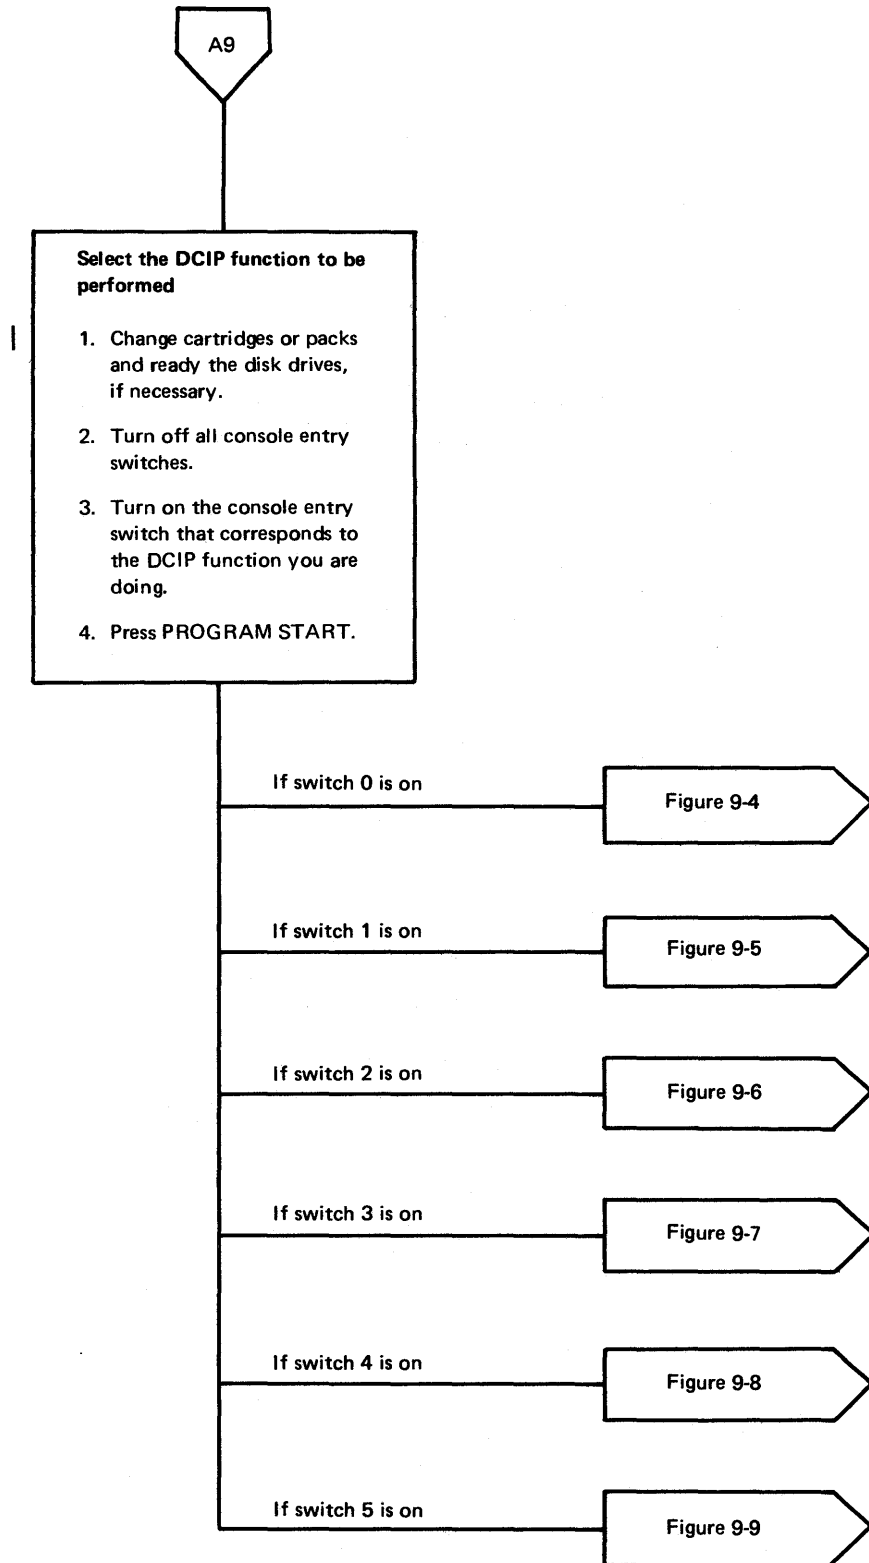 A9
Select the DCIP function to be
performed
1. Change cartridges or packs
and ready the disk drives,
if necessary.
2. Turn off all console entry
switches.
3. Turn on the console entry
switch that corresponds to
the DCIP function you are
doing.
4. Press PROGRAM START.
If switch 0 is on
Figure 9-4
If switch 1 is on
Figure 9-5
If switch 2 is on
Figure 9-6
If switch 3 is on
Figure 9-7
If switch 4 is on
Figure 9-8
If switch 5 is on
Figure 9-9